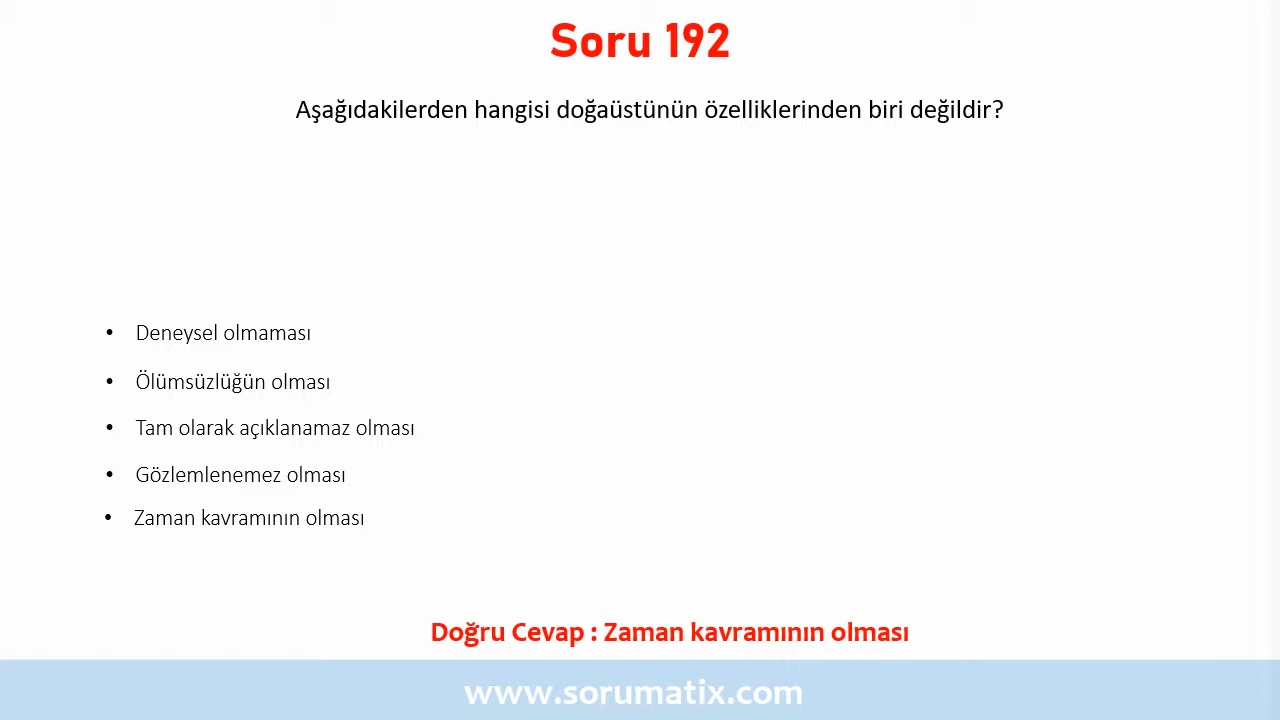 Soru 192
Aşağıdakilerden hangisi doğaüstünün özelliklerinden biri değildir?
• Deneysel olmaması
• Ölümsüzlüğün olması
• Tam olarak açıklanamaz olması
• Gözlemlenemez olması
• Zaman kavramının olması
Doğru Cevap : Zaman kavramının olması
www.sorumatix.com